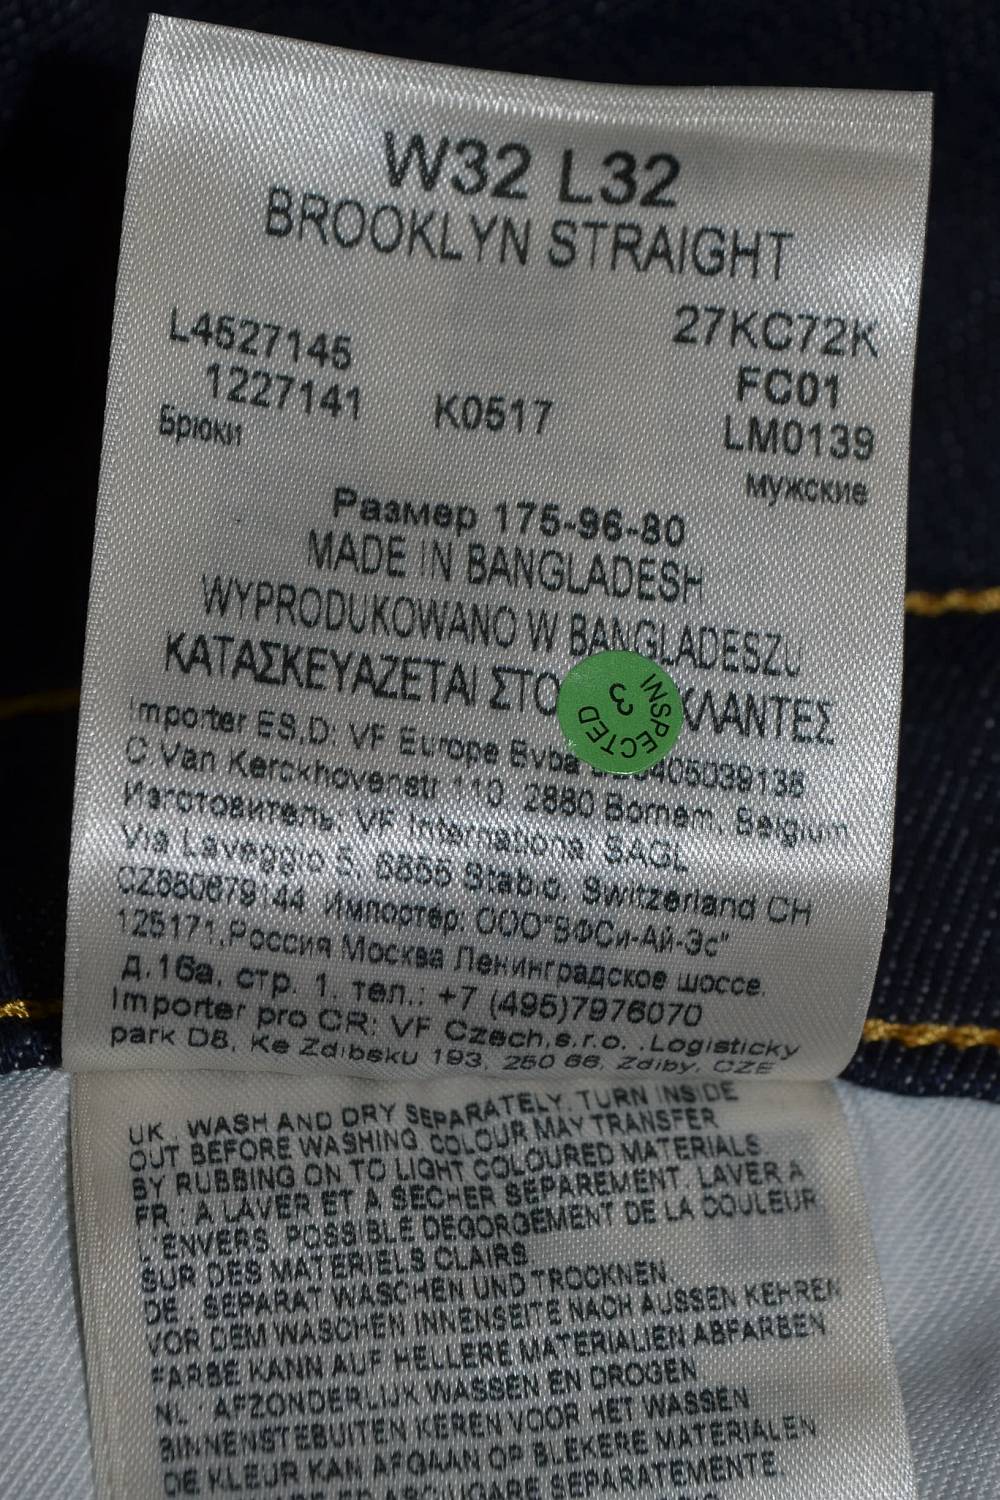 W32 L32
BROOKLYN STRAIGHT
L4527145 27KC72K
1227141 K0517 FC01
Брюки LM0139
мужские
Размер 175-96-80
MADE IN BANGLADESH
WYPRODUKOWANO W BANGLADESZU
ΚΑΤΑΣΚΕΥΑΖΕΤΑΙ ΣΤΟ ΚΛΑΝΤΕΣ
INSPECTED 3
Importer ES,D: VF Europe Bvba 405039138
C Van Kerckhovenstr 110, 2880 Bornem, Belgium
Изготовитель: VF International SAGL
Via Laveggio 5, 6855 Stabio, Switzerland CH
CZ680679144 Импостёр: ООО"ВФСи-Ай-Эс"
125171,Россия Москва Ленинградское шоссе,
д.16а, стр. 1, тел.: +7 (495)7976070
Importer pro CR: VF Czech,s.r.o. .Logisticky
park D8, Ke Zdibsku 193, 250 66, Zdiby, CZE
UK. WASH AND DRY SEPARATELY. TURN INSIDE
OUT BEFORE WASHING. COLOUR MAY TRANSFER
BY RUBBING ON TO LIGHT COLOURED MATERIALS
FR : A LAVER ET A SECHER SEPAREMENT. LAVER A
L'ENVERS. POSSIBLE DEGORGEMENT DE LA COULEUR
SUR DES MATERIELS CLAIRS
DE : SEPARAT WASCHEN UND TROCKNEN.
VOR DEM WASCHEN INNENSEITE NACH AUSSEN KEHREN
FARBE KANN AUF HELLERE MATERIALIEN ABFARBEN
NL : AFZONDERLIJK WASSEN EN DROGEN
BINNENSTEBUITEN KEREN VOOR HET WASSEN
DE KLEUR KAN AFGAAN OP BLEKERE MATERIALEN
ED ASCIUGARE SEPARATEMENTE.